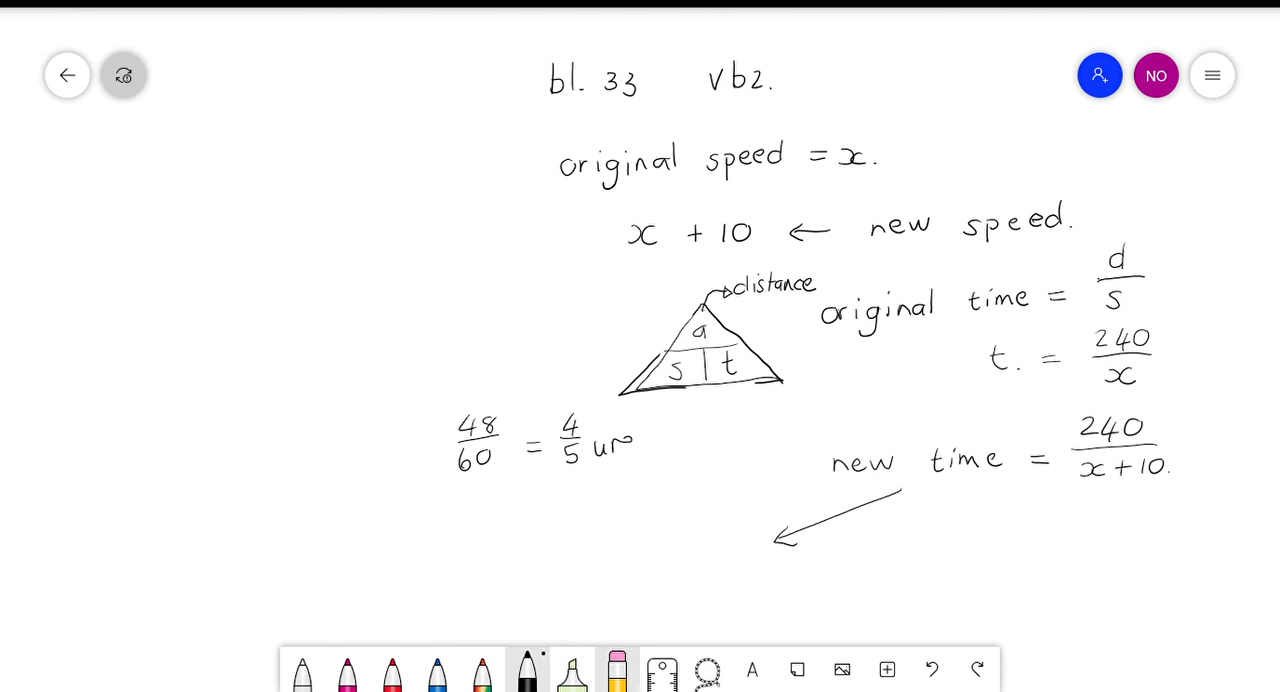 NO
bl. 33 vb2.
original speed = x.
x + 10 ← new speed.
distance
original time = d/s
a
s | t
t. = 240/x
48/60 = 4/5 uur
new time = 240/x+10.
A